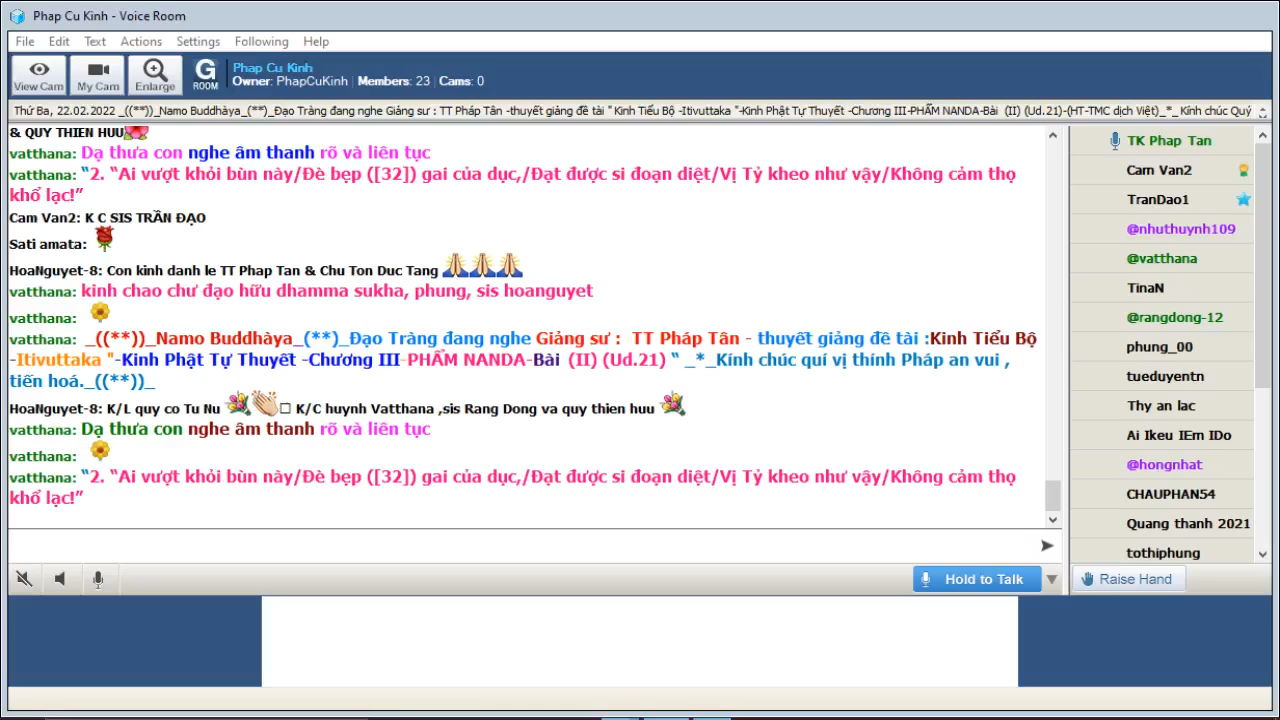 Phap Cu Kinh - Voice Room
File Edit Text Actions Settings Following Help
View Cam My Cam Enlarge G ROOM
Phap Cu Kinh
Owner: PhapCuKinh | Members: 23 | Cams: 0
Thứ Ba, 22.02.2022 _((**))_Namo Buddhàya_(**)_Đạo Tràng đang nghe Giảng sư : TT Pháp Tân -thuyết giảng đề tài " Kinh Tiểu Bộ -Itivuttaka "-Kinh Phật Tự Thuyết -Chương III-PHẨM NANDA-Bài (II) (Ud.21)-(HT-TMC dịch Việt)_*_Kính chúc Quý
& QUY THIEN HUU
vatthana: Dạ thưa con nghe âm thanh rõ và liên tục
vatthana: “2. “Ai vượt khỏi bùn này/Đè bẹp ([32]) gai của dục,/Đạt được si đoạn diệt/Vị Tỷ kheo như vậy/Không cảm thọ
khổ lạc!”
Cam Van2: K C SIS TRẦN ĐẠO
Sati amata:
HoaNguyet-8: Con kinh danh le TT Phap Tan & Chu Ton Duc Tang
vatthana: kinh chao chư đạo hữu dhamma sukha, phung, sis hoanguyet
vatthana:
vatthana: _((**))_Namo Buddhàya_(**)_Đạo Tràng đang nghe Giảng sư : TT Pháp Tân - thuyết giảng đề tài :Kinh Tiểu Bộ
-Itivuttaka "-Kinh Phật Tự Thuyết -Chương III-PHẨM NANDA-Bài (II) (Ud.21) “ _*_Kính chúc quí vị thính Pháp an vui ,
tiến hoá._((**))_
HoaNguyet-8: K/L quy co Tu Nu □ K/C huynh Vatthana ,sis Rang Dong va quy thien huu
vatthana: Dạ thưa con nghe âm thanh rõ và liên tục
vatthana:
vatthana: “2. “Ai vượt khỏi bùn này/Đè bẹp ([32]) gai của dục,/Đạt được si đoạn diệt/Vị Tỷ kheo như vậy/Không cảm thọ
khổ lạc!”
Hold to Talk
TK Phap Tan
Cam Van2
TranDao1
@nhuthuynh109
@vatthana
TinaN
@rangdong-12
phung_00
tueduyentn
Thy an lac
Ai Ikeu IEm IDo
@hongnhat
CHAUPHAN54
Quang thanh 2021
tothiphung
Raise Hand